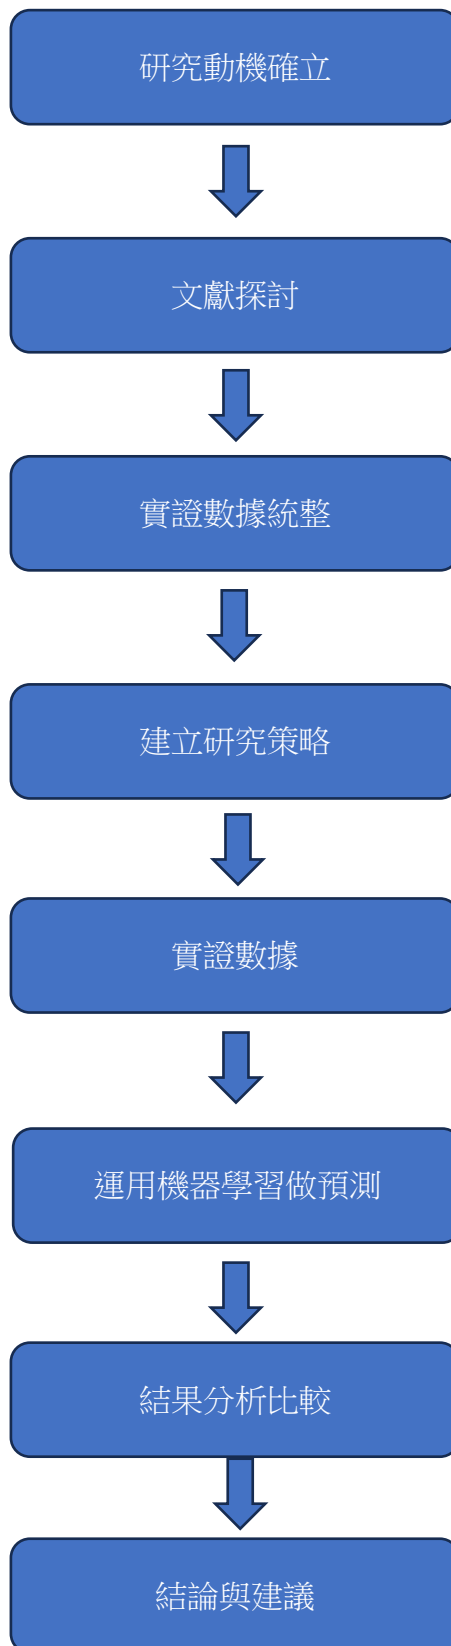 研究動機確立
文獻探討
實證數據統整
建立研究策略
實證數據
運用機器學習做預測
結果分析比較
結論與建議